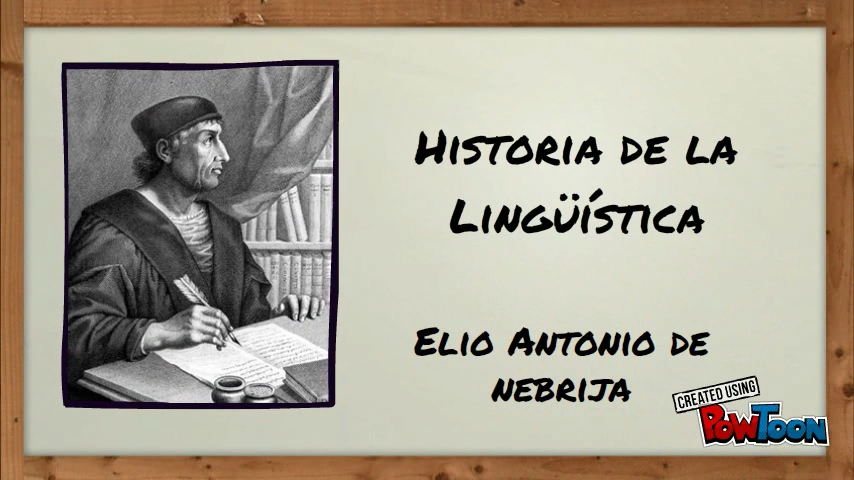 Historia de la
Lingüística
Elio Antonio de
nebrija
CREATED USING
POWTOON